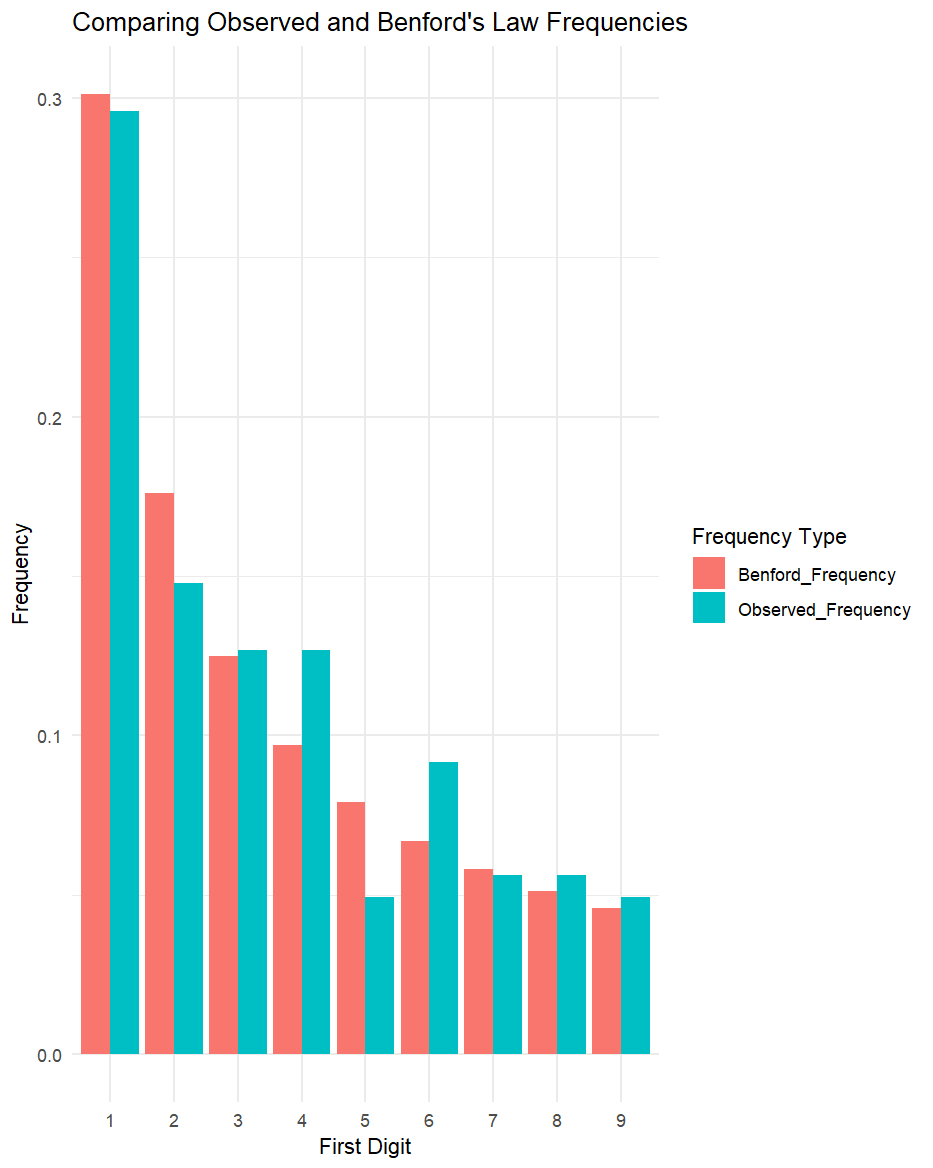 Comparing Observed and Benford's Law Frequencies
0.3
0.2
0.1
0.0
Frequency
1 2 3 4 5 6 7 8 9
First Digit
Frequency Type
Benford_Frequency
Observed_Frequency